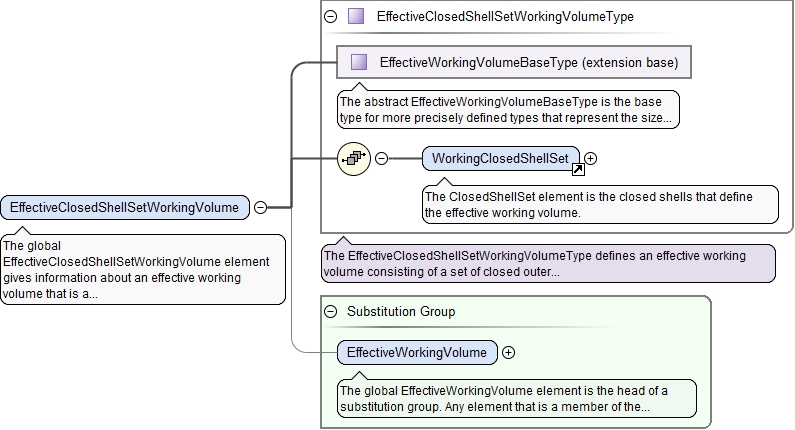 EffectiveClosedShellSetWorkingVolumeType
EffectiveWorkingVolumeBaseType (extension base)
The abstract EffectiveWorkingVolumeBaseType is the base
type for more precisely defined types that represent the size...
WorkingClosedShellSet
The ClosedShellSet element is the closed shells that define
the effective working volume.
EffectiveClosedShellSetWorkingVolume
The global
EffectiveClosedShellSetWorkingVolume element
gives information about an effective working
volume that is a...
The EffectiveClosedShellSetWorkingVolumeType defines an effective working
volume consisting of a set of closed outer...
Substitution Group
EffectiveWorkingVolume
The global EffectiveWorkingVolume element is the head of a
substitution group. Any element that is a member of the...